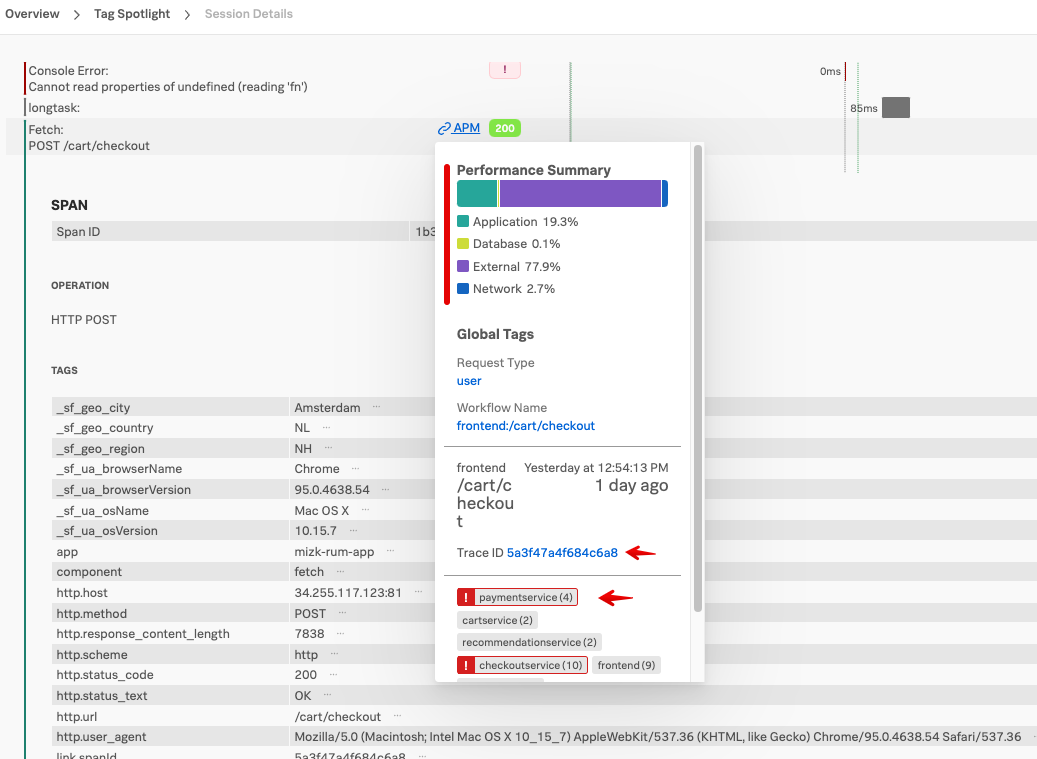 Overview > Tag Spotlight > Session Details
Console Error:
!
0ms
Cannot read properties of undefined (reading 'fn')
longtask:
85ms
Fetch:
APM 200
POST /cart/checkout
SPAN
Span ID 1b3
OPERATION
HTTP POST
TAGS
_sf_geo_city Amsterdam ...
_sf_geo_country NL ...
_sf_geo_region NH ...
_sf_ua_browserName Chrome ...
_sf_ua_browserVersion 95.0.4638.54 ...
_sf_ua_osName Mac OS X ...
_sf_ua_osVersion 10.15.7 ...
app mizk-rum-app ...
component fetch ...
http.host 34.255.117.123:81 ...
http.method POST ...
http.response_content_length 7838 ...
http.scheme http ...
http.status_code 200 ...
http.status_text OK ...
http.url /cart/checkout ...
http.user_agent Mozilla/5.0 (Macintosh; Intel Mac OS X 10_15_7) AppleWebKit/537.36 (KHTML, like Gecko) Chrome/95.0.4638.54 Safari/537.36
link.spanId 5a3f47a4f684c6a8 ...
Performance Summary
Application 19.3%
Database 0.1%
External 77.9%
Network 2.7%
Global Tags
Request Type
user
Workflow Name
frontend:/cart/checkout
frontend Yesterday at 12:54:13 PM
/cart/c 1 day ago
heckou
t
Trace ID 5a3f47a4f684c6a8
! paymentservice (4)
cartservice (2)
recommendationservice (2)
! checkoutservice (10) frontend (9)